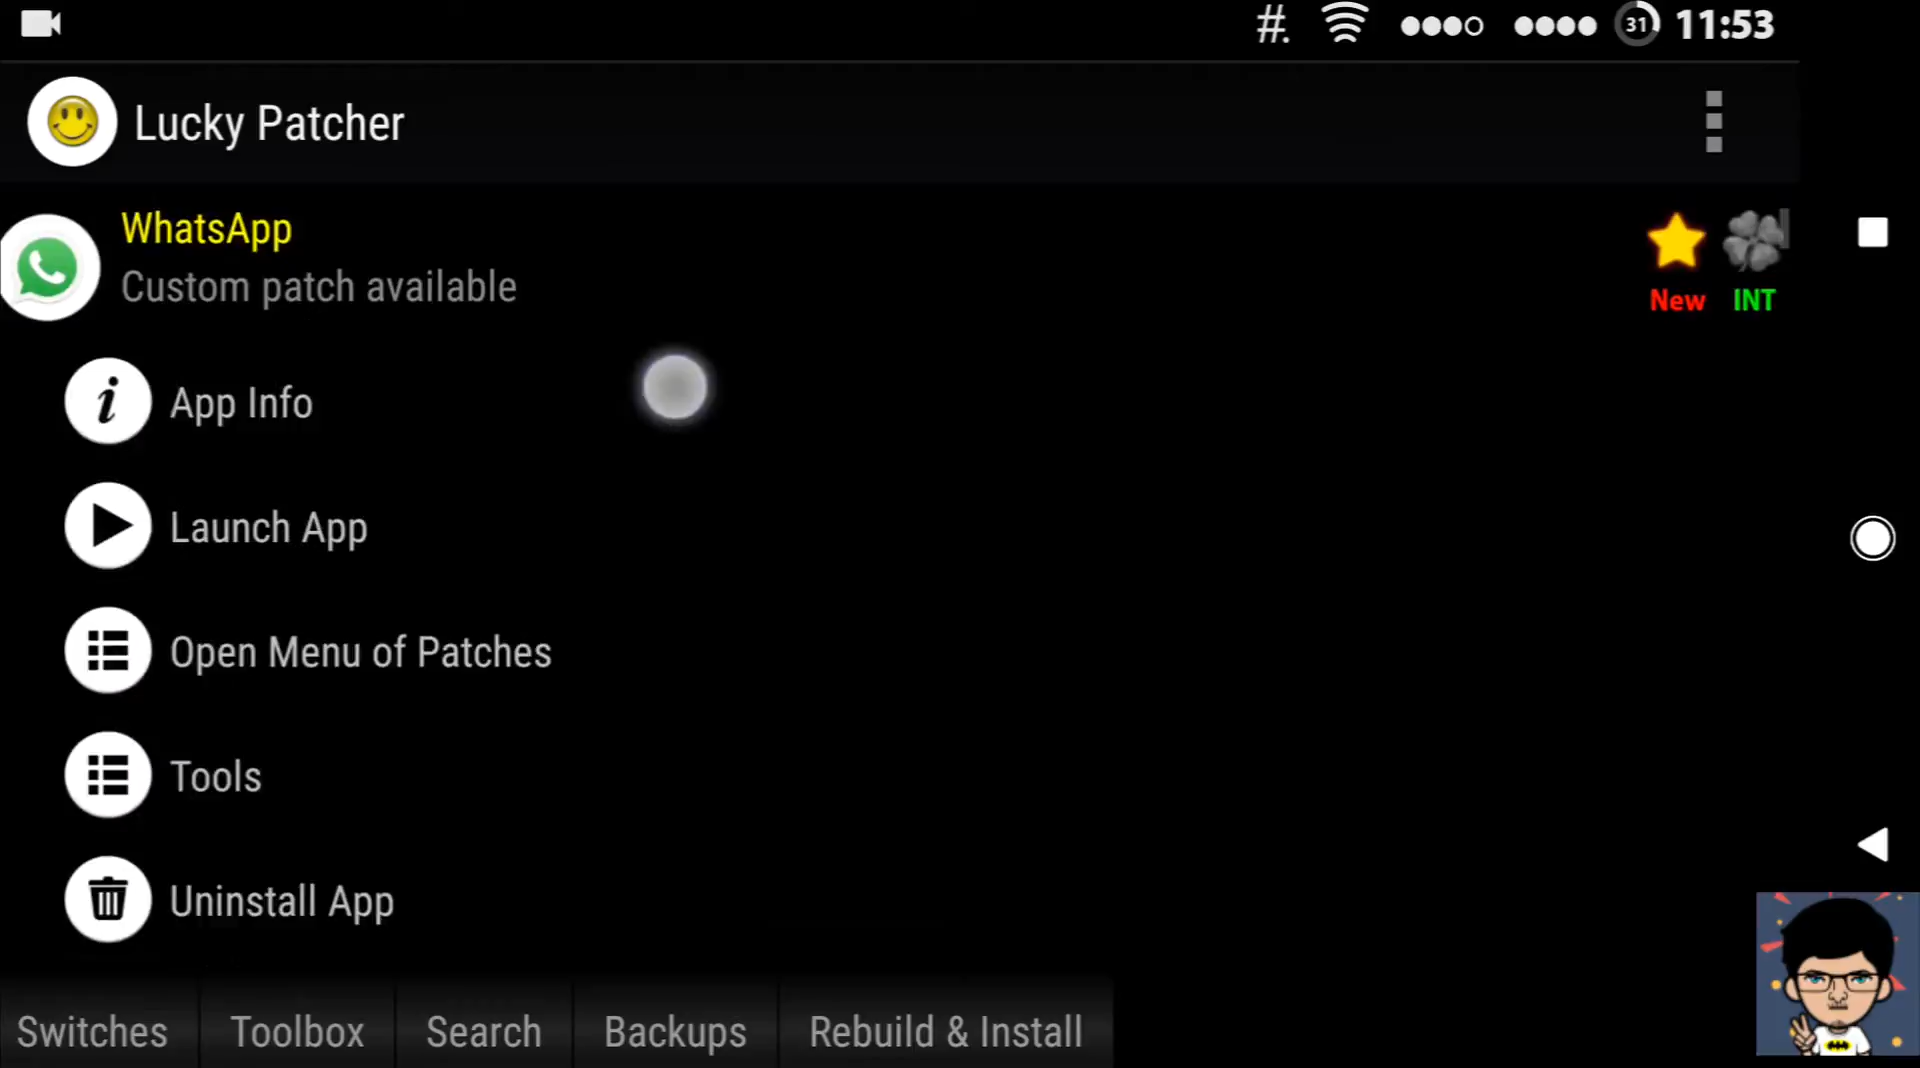 #. 31 11:53
Lucky Patcher
WhatsApp
Custom patch available
New INT
App Info
Launch App
Open Menu of Patches
Tools
Uninstall App
Switches Toolbox Search Backups Rebuild & Install